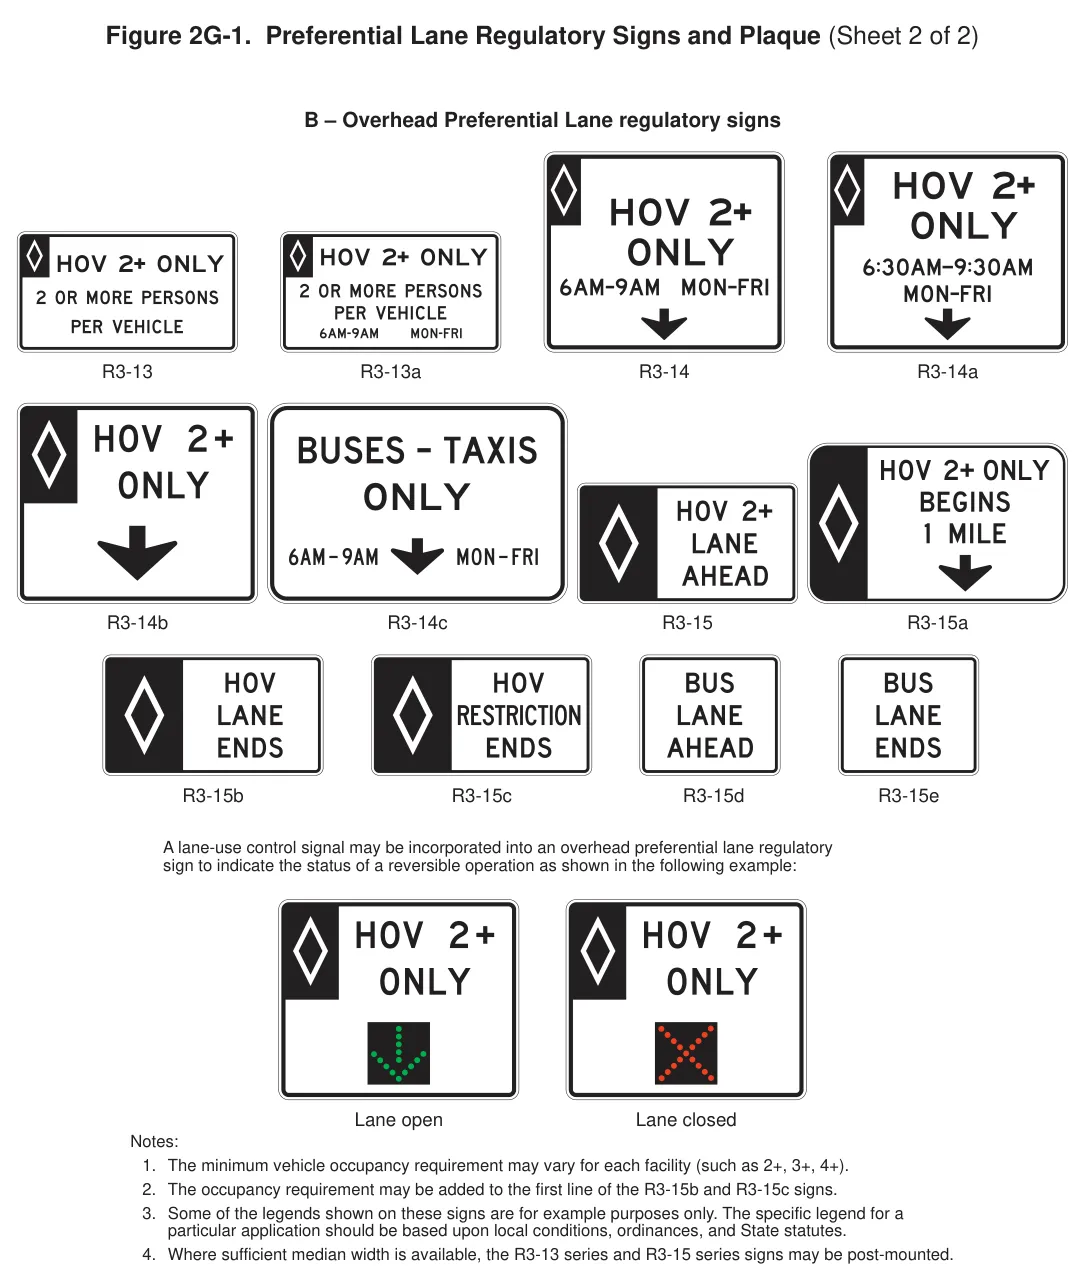 Figure 2G-1. Preferential Lane Regulatory Signs and Plaque (Sheet 2 of 2)
B – Overhead Preferential Lane regulatory signs
HOV 2+ ONLY
2 OR MORE PERSONS
PER VEHICLE
R3-13
HOV 2+ ONLY
2 OR MORE PERSONS
PER VEHICLE
6AM-9AM MON-FRI
R3-13a
HOV 2+
ONLY
6AM–9AM MON–FRI
R3-14
HOV 2+
ONLY
6:30AM–9:30AM
MON–FRI
R3-14a
HOV 2+
ONLY
R3-14b
BUSES – TAXIS
ONLY
6AM–9AM MON–FRI
R3-14c
HOV 2+
LANE
AHEAD
R3-15
HOV 2+ ONLY
BEGINS
1 MILE
R3-15a
HOV
LANE
ENDS
R3-15b
HOV
RESTRICTION
ENDS
R3-15c
BUS
LANE
AHEAD
R3-15d
BUS
LANE
ENDS
R3-15e
A lane-use control signal may be incorporated into an overhead preferential lane regulatory
sign to indicate the status of a reversible operation as shown in the following example:
HOV 2+
ONLY
Lane open
HOV 2+
ONLY
Lane closed
Notes:
1. The minimum vehicle occupancy requirement may vary for each facility (such as 2+, 3+, 4+).
2. The occupancy requirement may be added to the first line of the R3-15b and R3-15c signs.
3. Some of the legends shown on these signs are for example purposes only. The specific legend for a
particular application should be based upon local conditions, ordinances, and State statutes.
4. Where sufficient median width is available, the R3-13 series and R3-15 series signs may be post-mounted.